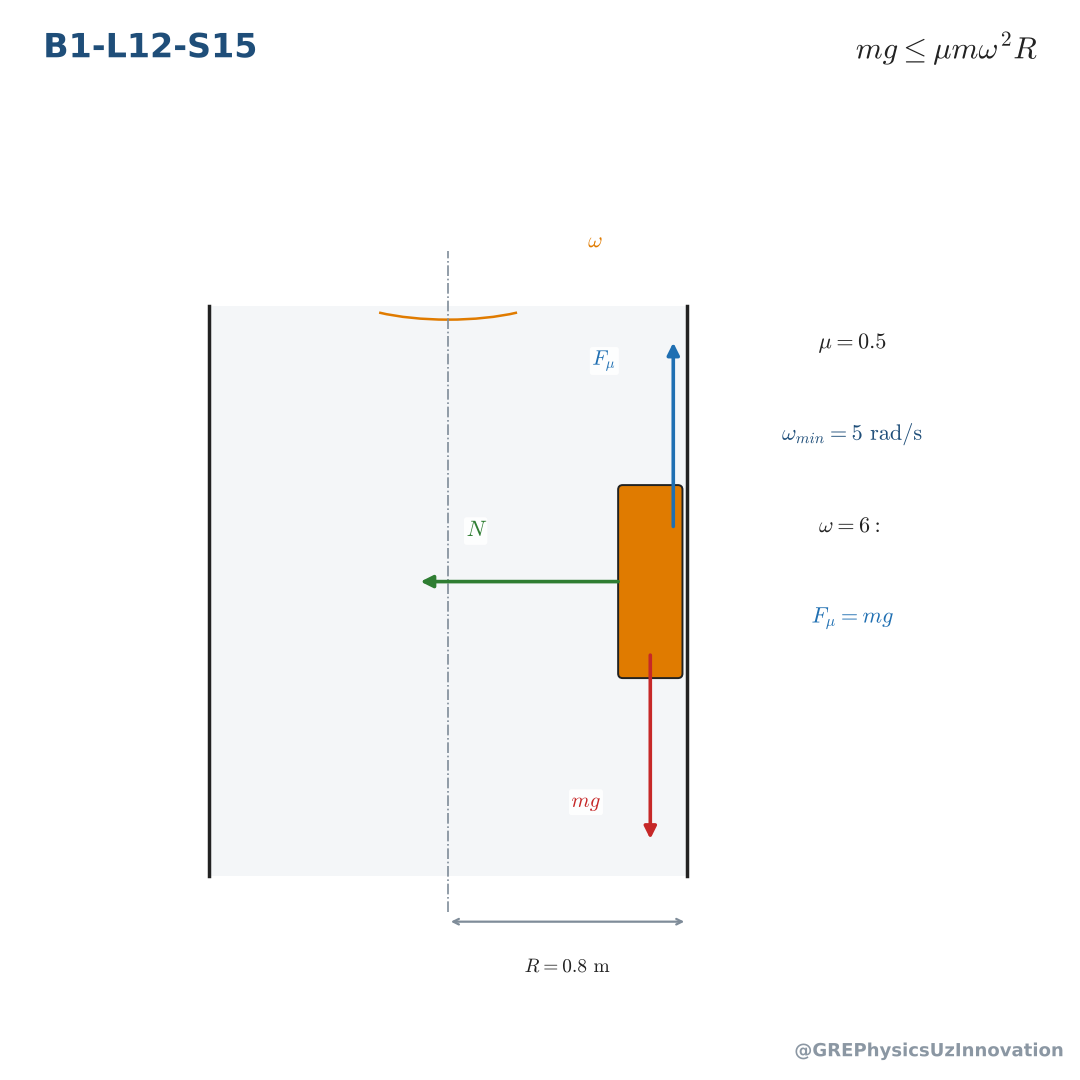 B1-L12-S15
mg ≤ μmω²R
ω
μ = 0.5
F_μ
ω_min = 5 rad/s
N
ω = 6 :
F_μ = mg
mg
R = 0.8 m
@GREPhysicsUzInnovation